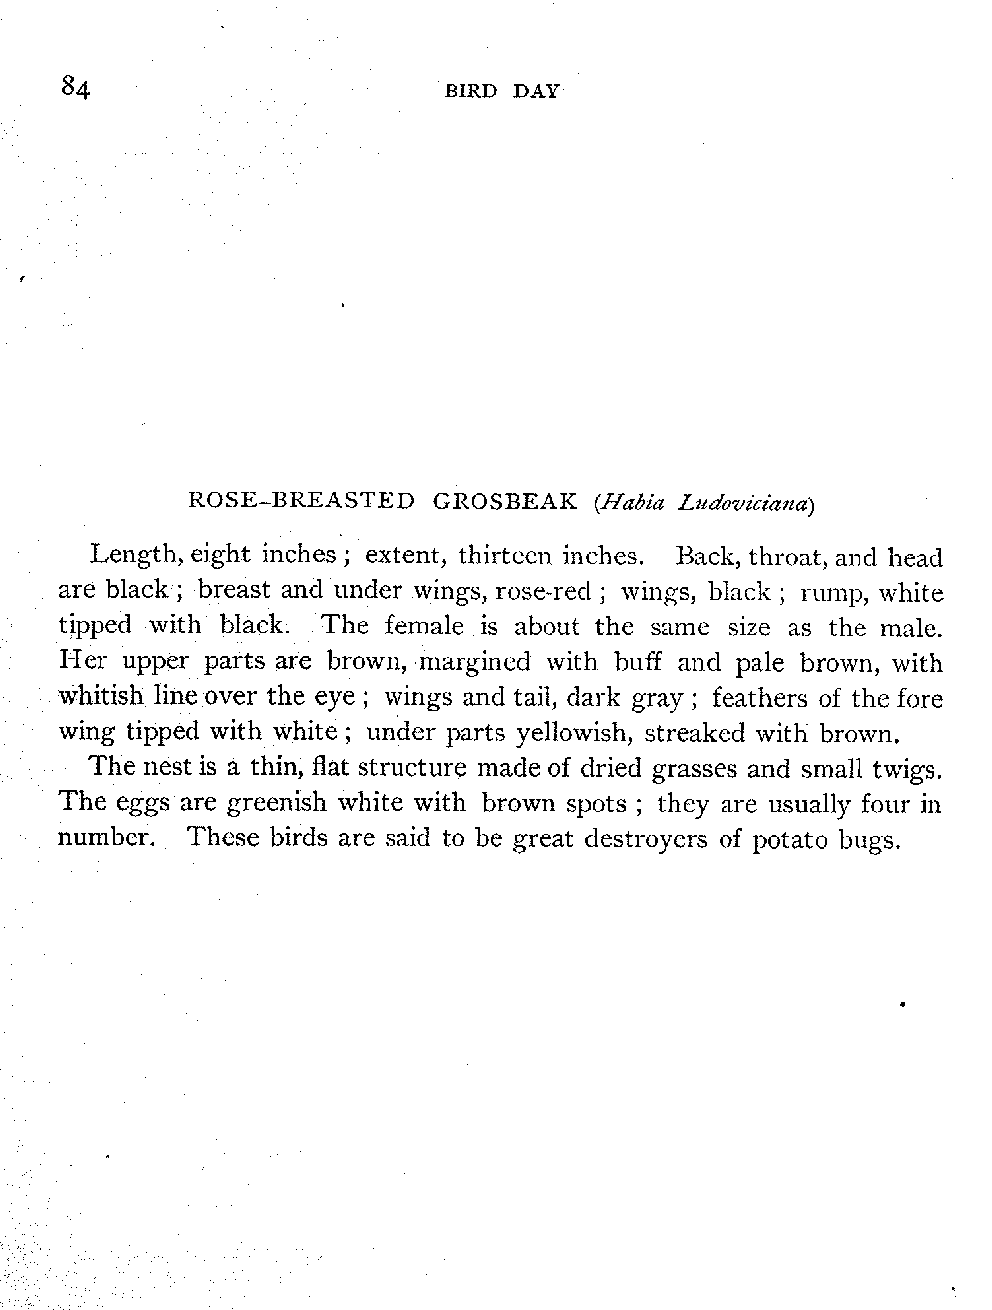 84 BIRD DAY
ROSE-BREASTED GROSBEAK (Habia Ludoviciana)
Length, eight inches; extent, thirteen inches. Back, throat, and head
are black; breast and under wings, rose-red; wings, black; rump, white
tipped with black. The female is about the same size as the male.
Her upper parts are brown, margined with buff and pale brown, with
whitish line over the eye; wings and tail, dark gray; feathers of the fore
wing tipped with white; under parts yellowish, streaked with brown.
The nest is a thin, flat structure made of dried grasses and small twigs.
The eggs are greenish white with brown spots; they are usually four in
number. These birds are said to be great destroyers of potato bugs.